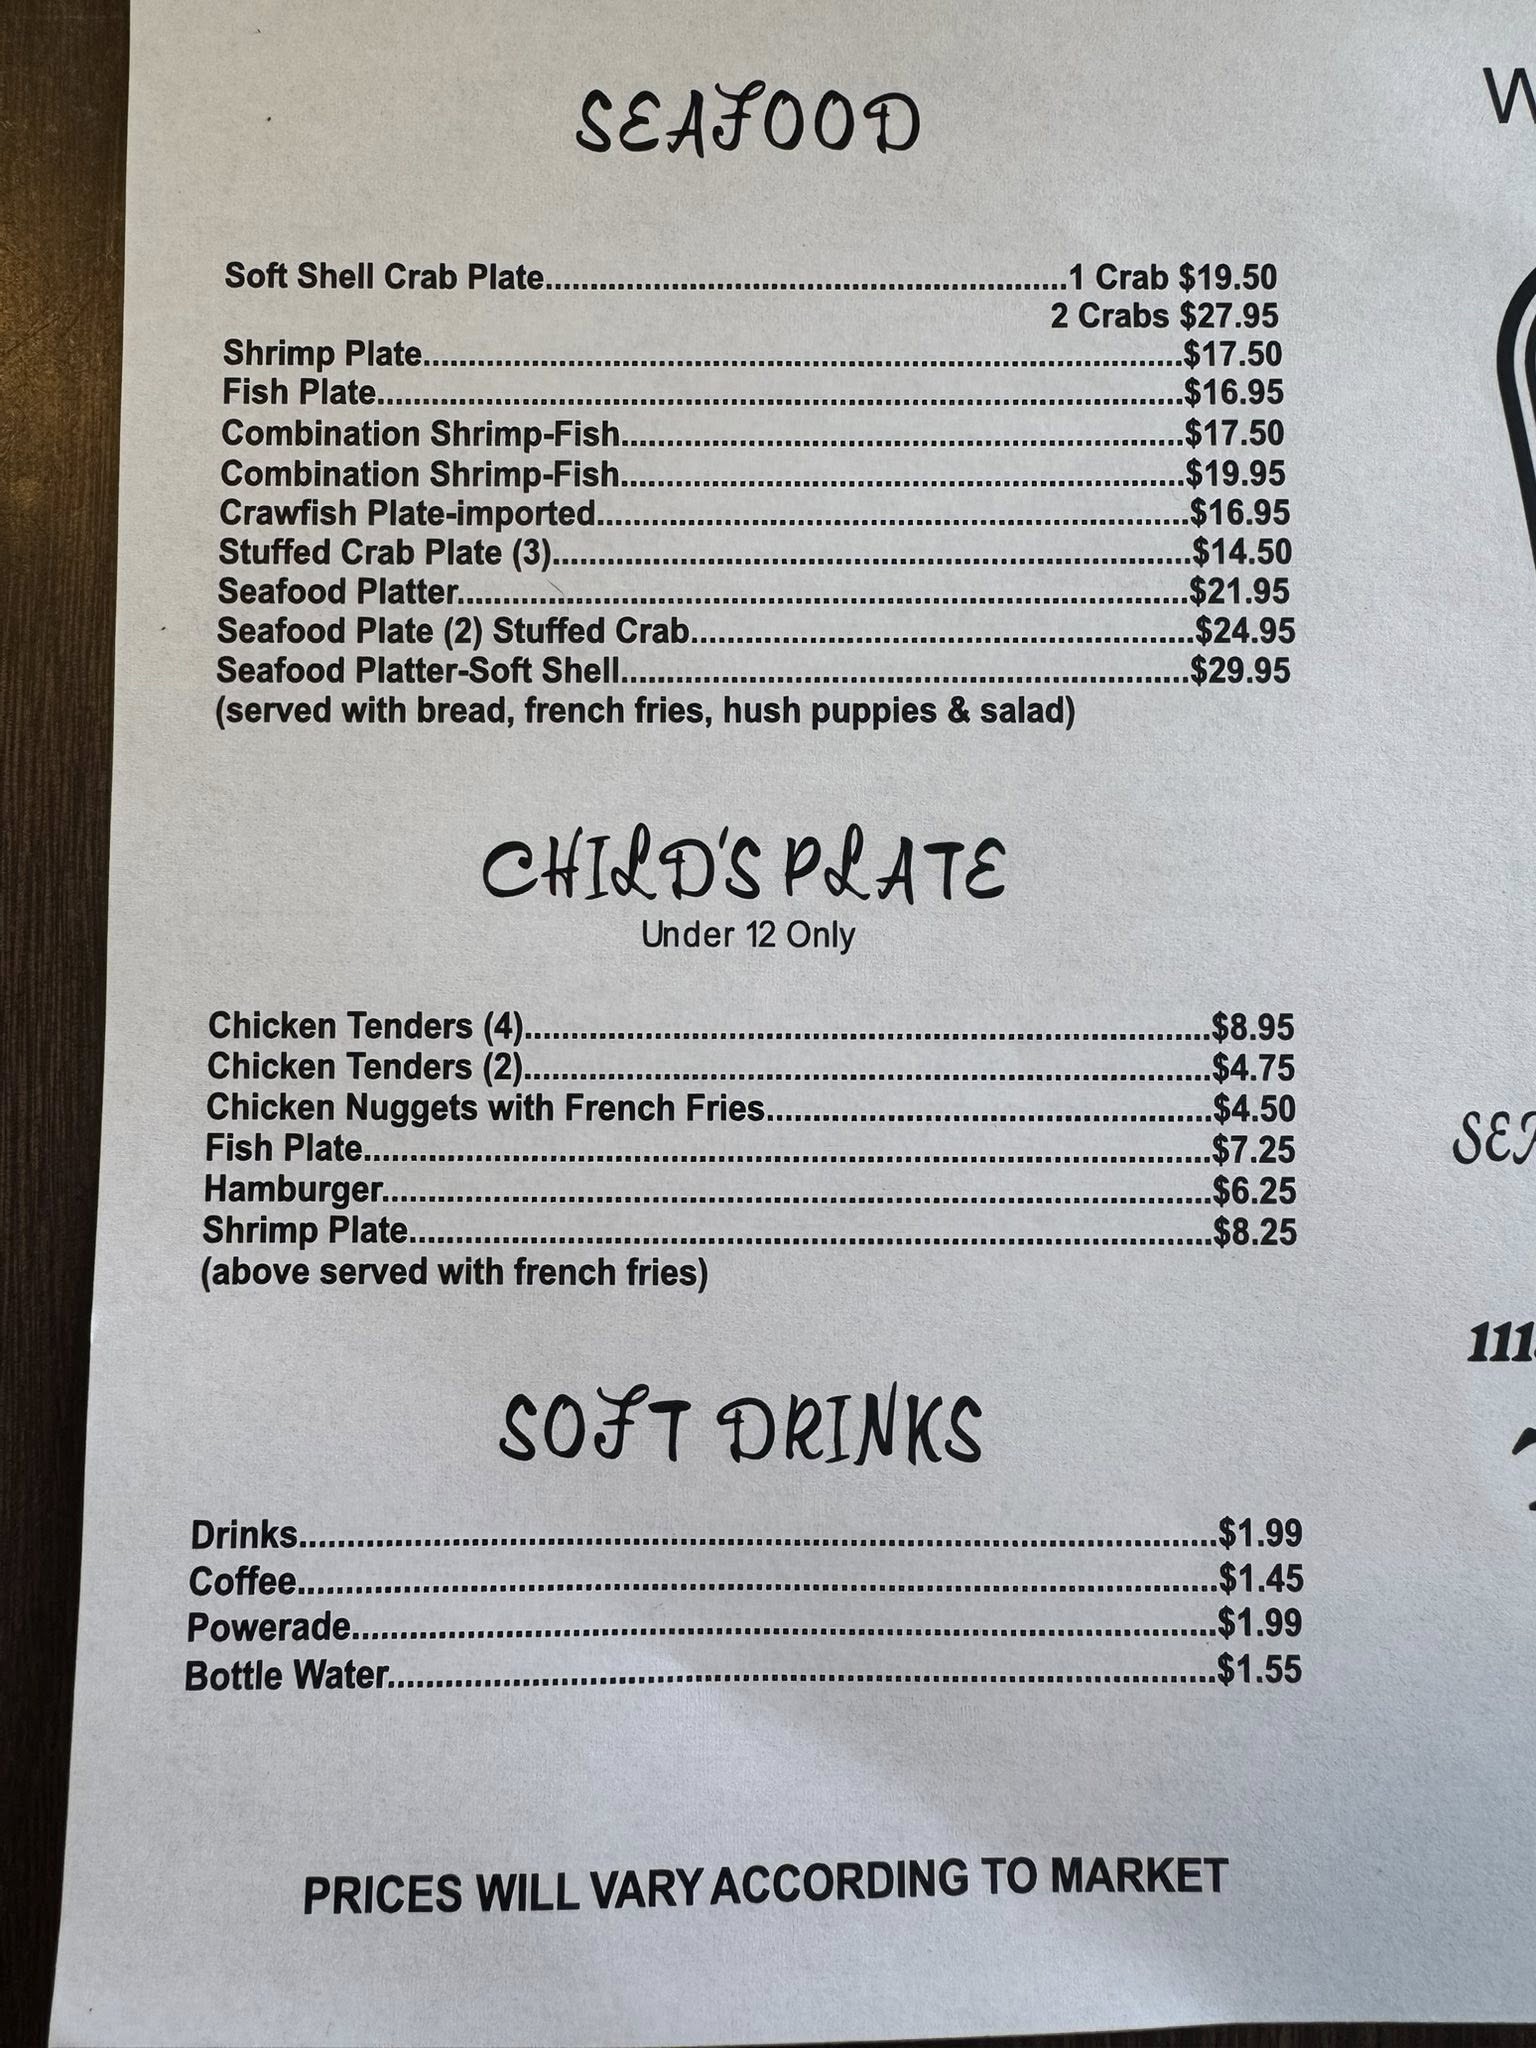 SEAFOOD
Soft Shell Crab Plate.......................................................1 Crab $19.50
2 Crabs $27.95
Shrimp Plate................................................................................$17.50
Fish Plate.....................................................................................$16.95
Combination Shrimp-Fish...........................................................$17.50
Combination Shrimp-Fish...........................................................$19.95
Crawfish Plate-imported..............................................................$16.95
Stuffed Crab Plate (3)...................................................................$14.50
Seafood Platter.............................................................................$21.95
Seafood Plate (2) Stuffed Crab.....................................................$24.95
Seafood Platter-Soft Shell............................................................$29.95
(served with bread, french fries, hush puppies & salad)
CHILD'S PLATE
Under 12 Only
Chicken Tenders (4)........................................................................$8.95
Chicken Tenders (2)........................................................................$4.75
Chicken Nuggets with French Fries...............................................$4.50
Fish Plate.........................................................................................$7.25
Hamburger.......................................................................................$6.25
Shrimp Plate....................................................................................$8.25
(above served with french fries)
SOFT DRINKS
Drinks................................................................................................$1.99
Coffee................................................................................................$1.45
Powerade..........................................................................................$1.99
Bottle Water......................................................................................$1.55
PRICES WILL VARY ACCORDING TO MARKET